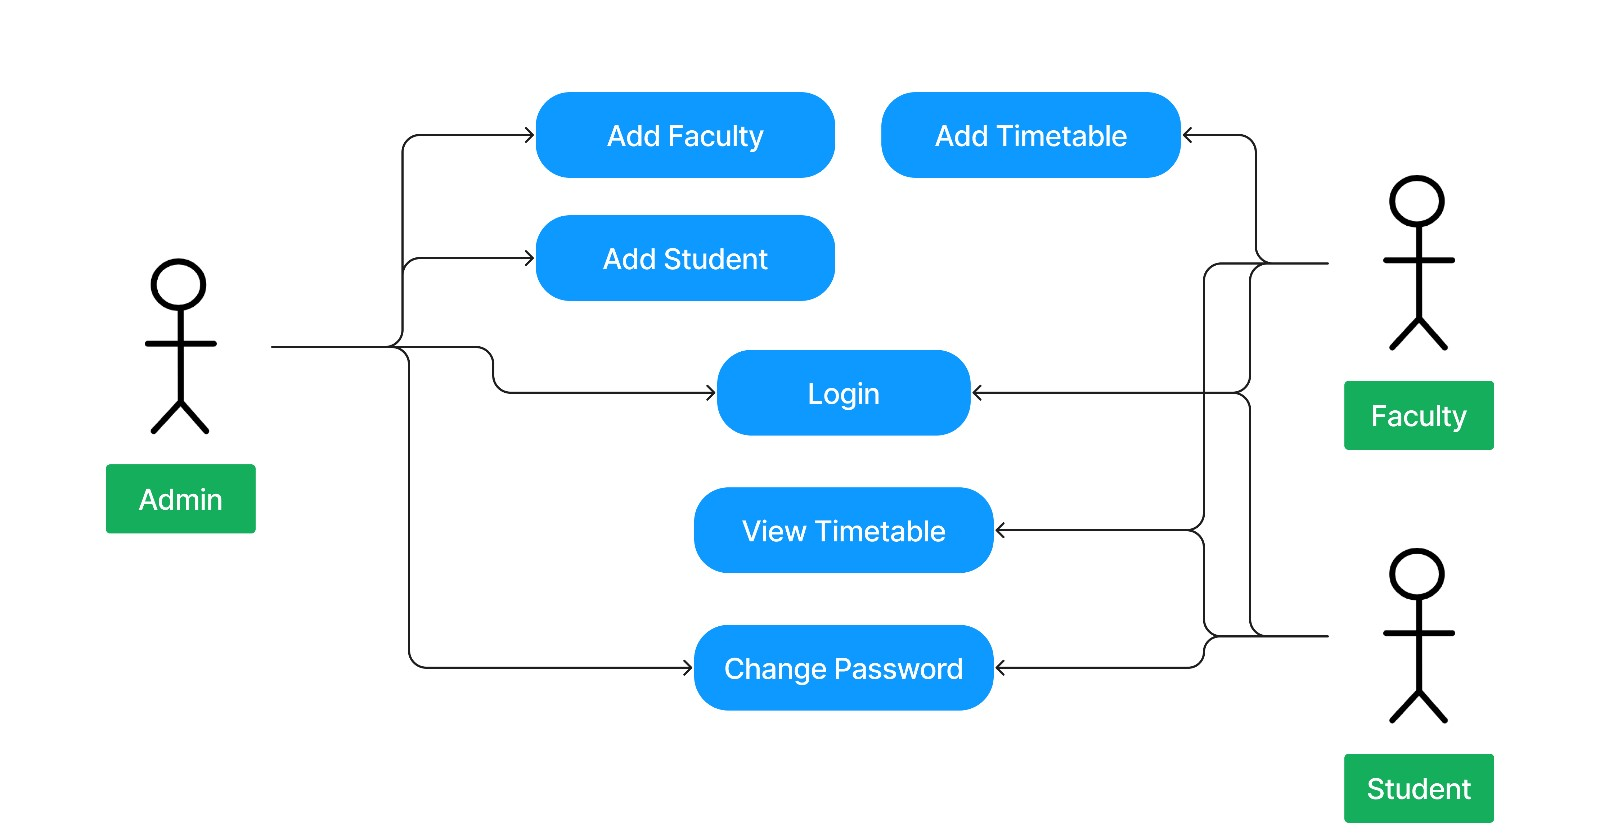 Add Faculty
Add Timetable
Add Student
Login
Faculty
Admin
View Timetable
Change Password
Student